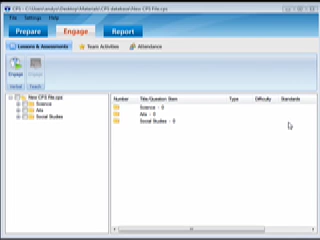 CPS - C:\Users\andys\Desktop\Materials\CPS database\New CPS File.cps
File Settings Help
Prepare Engage Report
Lessons & Assessments Team Activities Attendance
Engage
Verbal Teach
New CPS File.cps
Science
Arts
Social Studies
Number Title/Question Stem Type Difficulty Standards
Science - 0
Arts - 0
Social Studies - 0